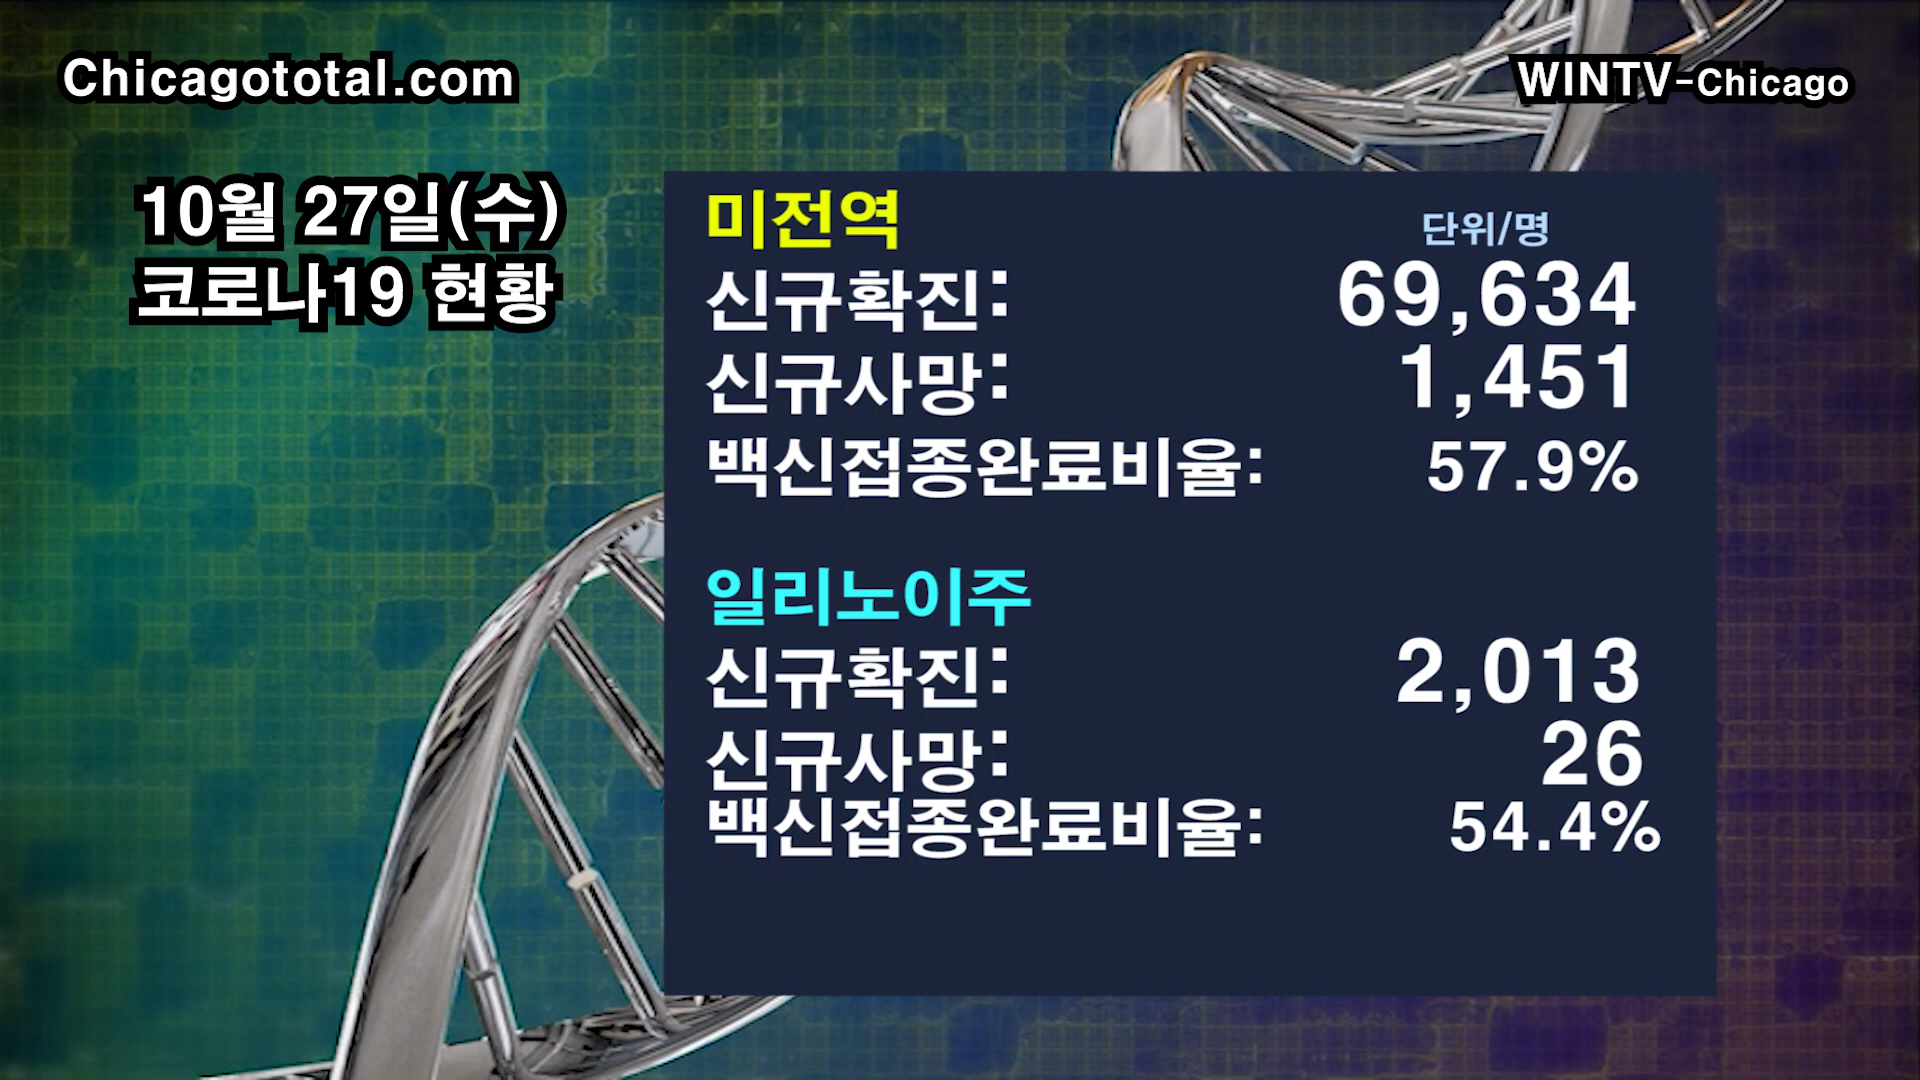 Chicagototal.com
WINTV-Chicago
10월 27일(수)
코로나19 현황
미전역
단위/명
신규확진: 69,634
신규사망: 1,451
백신접종완료비율: 57.9%
일리노이주
신규확진: 2,013
신규사망: 26
백신접종완료비율: 54.4%